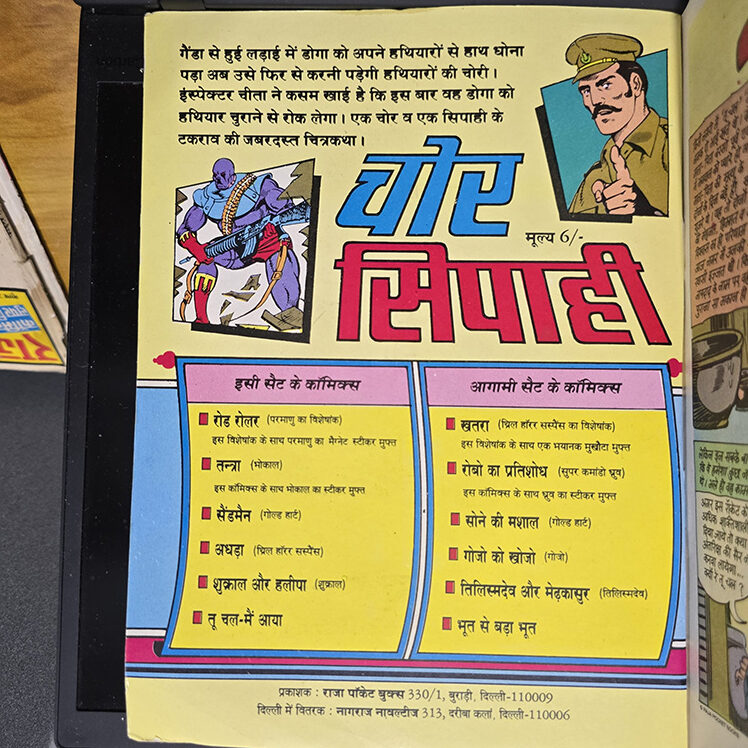 गैंडा से हुई लड़ाई में डोगा को अपने हथियारों से हाथ धोना
पड़ा अब उसे फिर से करनी पड़ेगी हथियारों की चोरी।
इंस्पेक्टर चीता ने कसम खाई है कि इस बार वह डोगा को
हथियार चुराने से रोक लेगा। एक चोर व एक सिपाही के
टकराव की जबरदस्त चित्रकथा।
चोर
मूल्य 6/-
सिपाही
इसी सैट के कॉमिक्स
रोड रोलर (परमाणु का विशेषांक)
इस विशेषांक के साथ परमाणु का मैग्नेट स्टीकर मुफ्त
तन्त्रा (भोकाल)
इस कॉमिक्स के साथ भोकाल का स्टीकर मुफ्त
सैंडमैन (गोल्ड हार्ट)
अधड़ा (थ्रिल हॉरर सस्पैंस)
शुक्राल और हलीपा (शुक्राल)
तू चल-मैं आया
आगामी सैट के कॉमिक्स
खतरा (थ्रिल हॉरर सस्पैंस का विशेषांक)
इस विशेषांक के साथ एक भयानक मुखौटा मुफ्त
रोबो का प्रतिशोध (सुपर कमांडो ध्रुव)
इस कॉमिक्स के साथ ध्रुव का स्टीकर मुफ्त
सोने की मशाल (गोल्ड हार्ट)
गोजो को खोजो (गोजो)
तिलिस्मदेव और मेढ़कासुर (तिलिस्मदेव)
भूत से बड़ा भूत
प्रकाशक : राजा पॉकेट बुक्स 330/1, बुराड़ी, दिल्ली-110009
दिल्ली में वितरक : नागराज नावल्टीज 313, दरीबा कलां, दिल्ली-110006